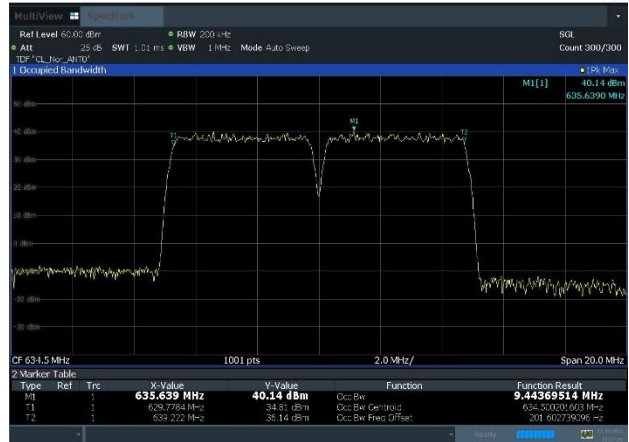 MultiView Spectrum
Ref Level 60.00 dBm RBW 200 kHz SGL
Att 25 dB SWT 1.01 ms VBW 1 MHz Mode Auto Sweep Count 300/300
TDF "CL_Nor_ANT0"
1 Occupied Bandwidth 1Pk Max
M1[1] 40.14 dBm
635.6390 MHz
50 dBm
M1
40 dBm
T1 T2
30 dBm
20 dBm
10 dBm
0 dBm
-20 dBm
-30 dBm
CF 634.5 MHz 1001 pts 2.0 MHz/ Span 20.0 MHz
2 Marker Table
Type Ref Trc X-Value Y-Value Function Function Result
M1 1 635.639 MHz 40.14 dBm Occ Bw 9.44369514 MHz
T1 1 629.7784 MHz 34.81 dBm Occ Bw Centroid 634.500201603 MHz
T2 1 639.222 MHz 36.14 dBm Occ Bw Freq Offset 201.602739096 Hz
Ready